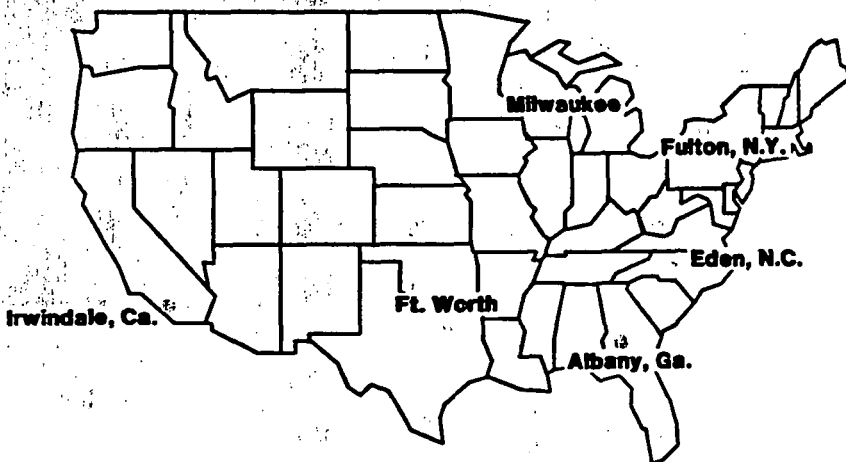 Milwaukee
Fulton, N.Y.
Eden, N.C.
Ft. Worth
Irwindale, Ca.
Albany, Ga.